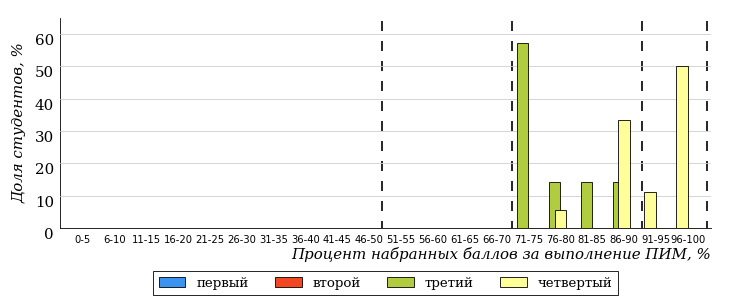 Доля студентов, %
60
50
40
30
20
10
0
0-5 6-10 11-15 16-20 21-25 26-30 31-35 36-40 41-45 46-50 51-55 56-60 61-65 66-70 71-75 76-80 81-85 86-90 91-95 96-100
Процент набранных баллов за выполнение ПИМ, %
первый второй третий четвертый